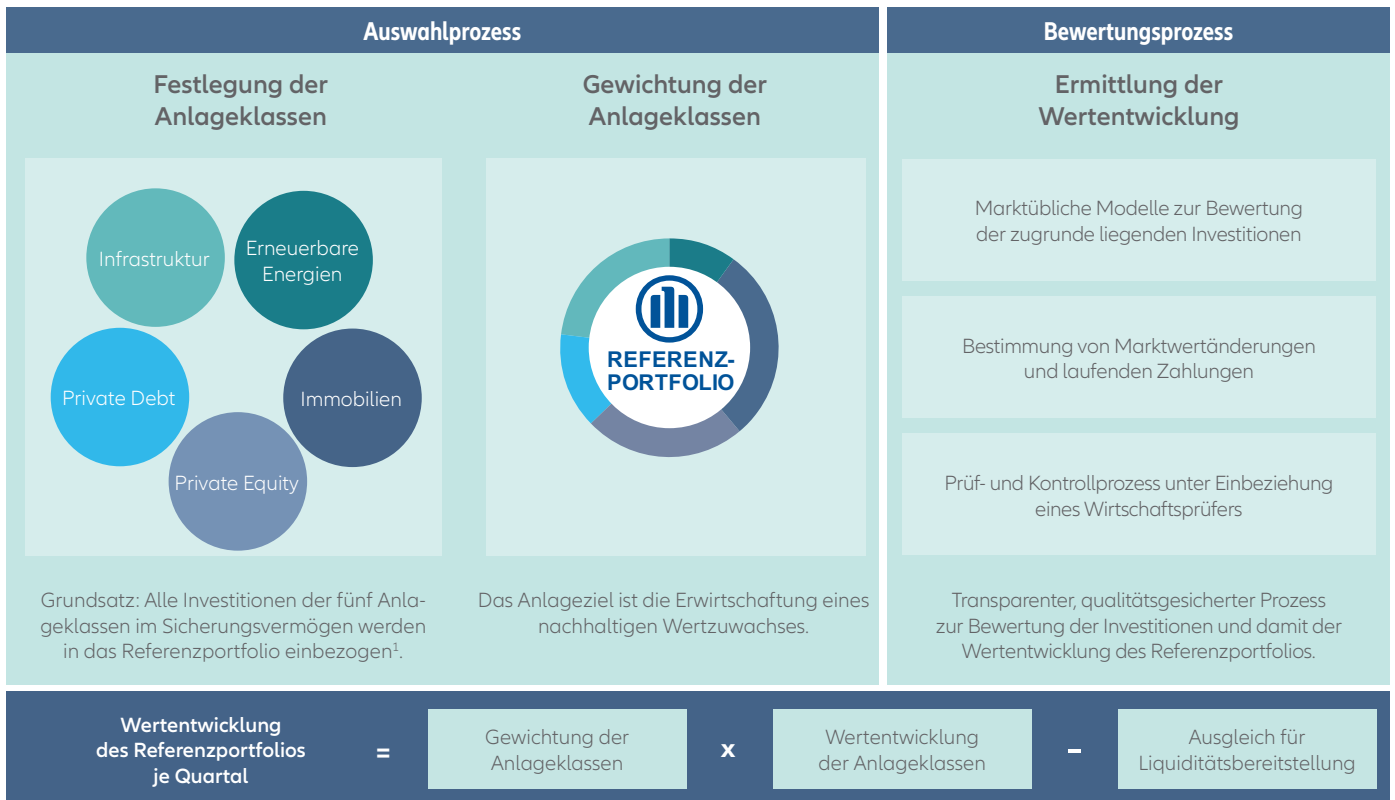 Auswahlprozess
Festlegung der
Anlageklassen
Infrastruktur
Erneuerbare
Energien
Private Debt
Immobilien
Private Equity
Grundsatz: Alle Investitionen der fünf Anla-
geklassen im Sicherungsvermögen werden
in das Referenzportfolio einbezogen¹.
Gewichtung der
Anlageklassen
REFERENZ-
PORTFOLIO
Das Anlageziel ist die Erwirtschaftung eines
nachhaltigen Wertzuwachses.
Bewertungsprozess
Ermittlung der
Wertentwicklung
Marktübliche Modelle zur Bewertung
der zugrunde liegenden Investitionen
Bestimmung von Marktwertänderungen
und laufenden Zahlungen
Prüf- und Kontrollprozess unter Einbeziehung
eines Wirtschaftsprüfers
Transparenter, qualitätsgesicherter Prozess
zur Bewertung der Investitionen und damit der
Wertentwicklung des Referenzportfolios.
Wertentwicklung
des Referenzportfolios
je Quartal
=
Gewichtung der
Anlageklassen
x
Wertentwicklung
der Anlageklassen
–
Ausgleich für
Liquiditätsbereitstellung